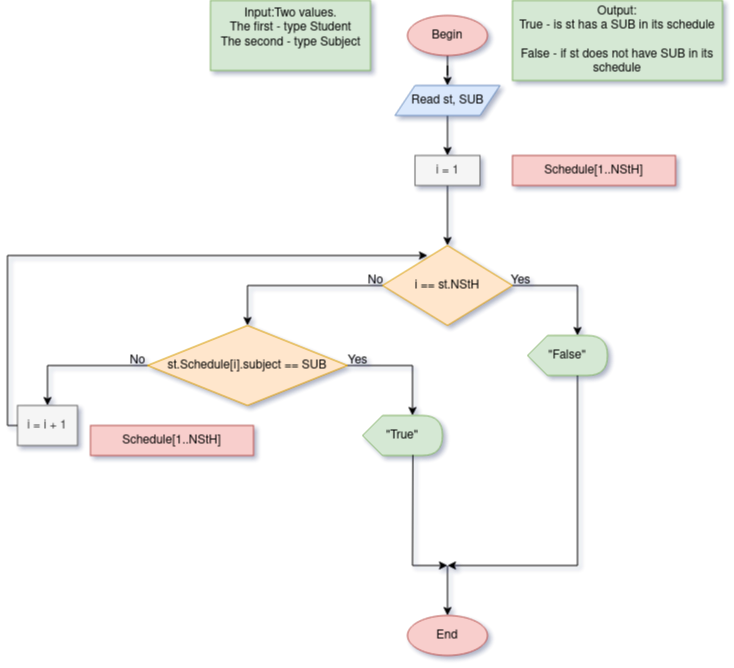 Input:Two values.
The first - type Student
The second - type Subject
Begin
Output:
True - is st has a SUB in its schedule
False - if st does not have SUB in its
schedule
Read st, SUB
i = 1
Schedule[1..NStH]
No
i == st.NStH
Yes
No
st.Schedule[i].subject == SUB
Yes
"False"
i = i + 1
Schedule[1..NStH]
"True"
End